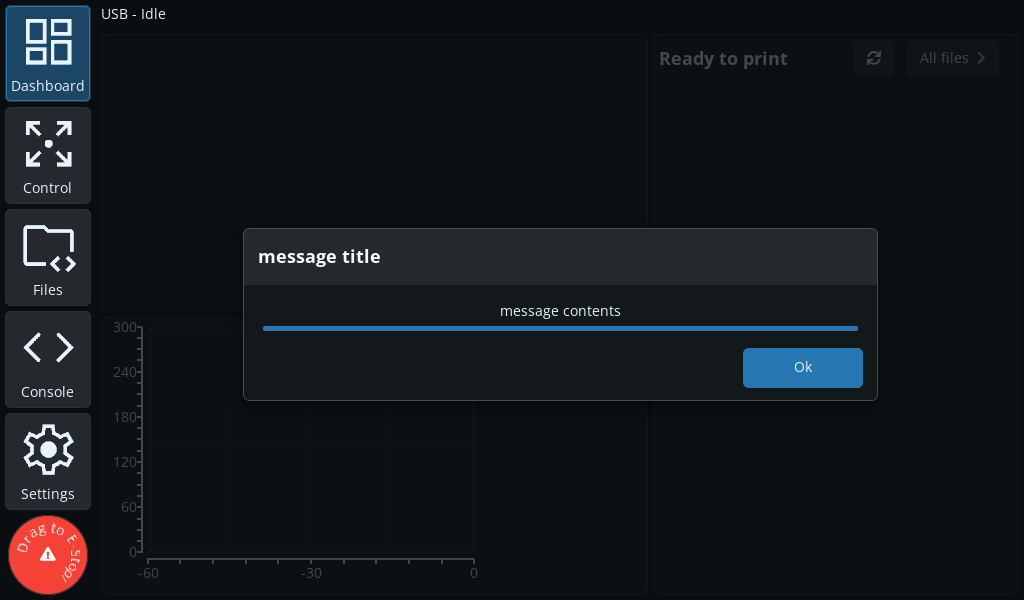 USB - Idle
Dashboard
Control
Files
Console
Settings
Drag to E-Stop!
Ready to print
All files
message title
message contents
Ok
300
240
180
120
60
0
-60
-30
0